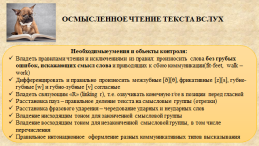 ОСМЫСЛЕННОЕ ЧТЕНИЕ ТЕКСТА ВСЛУХ
Необходимые умения и объекты контроля:
✓ Владеть правилами чтения и исключениями из правил: произносить слова без грубых
ошибок, искажающих смысл слова и приводящих к сбою коммуникации(fit-feet, walk –
work)
✓ Дифференцировать и правильно произносить межзубные [θ][ð], фрикативные [z][s], губно-
губные [w] и губно-зубные [v] согласные
✓ Владеть связующим «R» (linking r), т.е. озвучивать конечную r/re в позиции перед гласной
✓ Расстановка пауз – правильное деление текста на смысловые группы (отрезки)
✓ Расстановка фразового ударения – чередование ударных и неударных слов
✓ Владение нисходящим тоном для законченной смысловой группы
✓ Владение восходящим тоном для незаконченной смысловой группы, в том числе
перечисления
✓ Правильное интонационное оформление разных коммуникативных типов высказывания